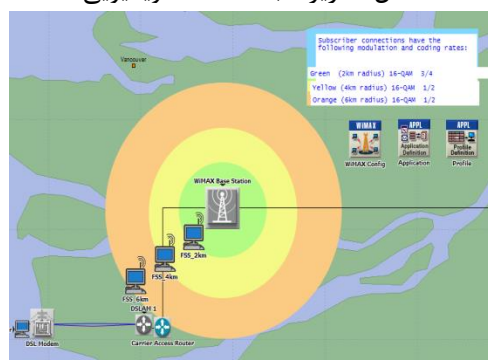 Vancouver
Subscriber connections have the
following modulation and coding rates:
Green (2km radius) 16-QAM 3/4
Yellow (4km radius) 16-QAM 1/2
Orange (6km radius) 16-QAM 1/2
WiMAX
APPL
APPL
Application
Definition
Profile
Definition
WiMAX Config
Application
Profile
WiMAX Base Station
FSS_2km
FSS_4km
FSS_6km
DSLAM 1
DSL Modem
Carrier Access Router